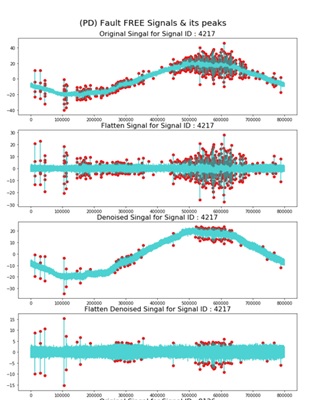 (PD) Fault FREE Signals & its peaks
Original Singal for Signal ID : 4217
40
20
0
−20
−40
0 100000 200000 300000 400000 500000 600000 700000 800000
Flatten Signal for Signal ID : 4217
30
20
10
0
−10
−20
−30
0 100000 200000 300000 400000 500000 600000 700000 800000
Denoised Singal for Signal ID : 4217
20
10
0
−10
−20
−30
0 100000 200000 300000 400000 500000 600000 700000 800000
Flatten Denoised Singal for Signal ID : 4217
15
10
5
0
−5
−10
−15
0 100000 200000 300000 400000 500000 600000 700000 800000